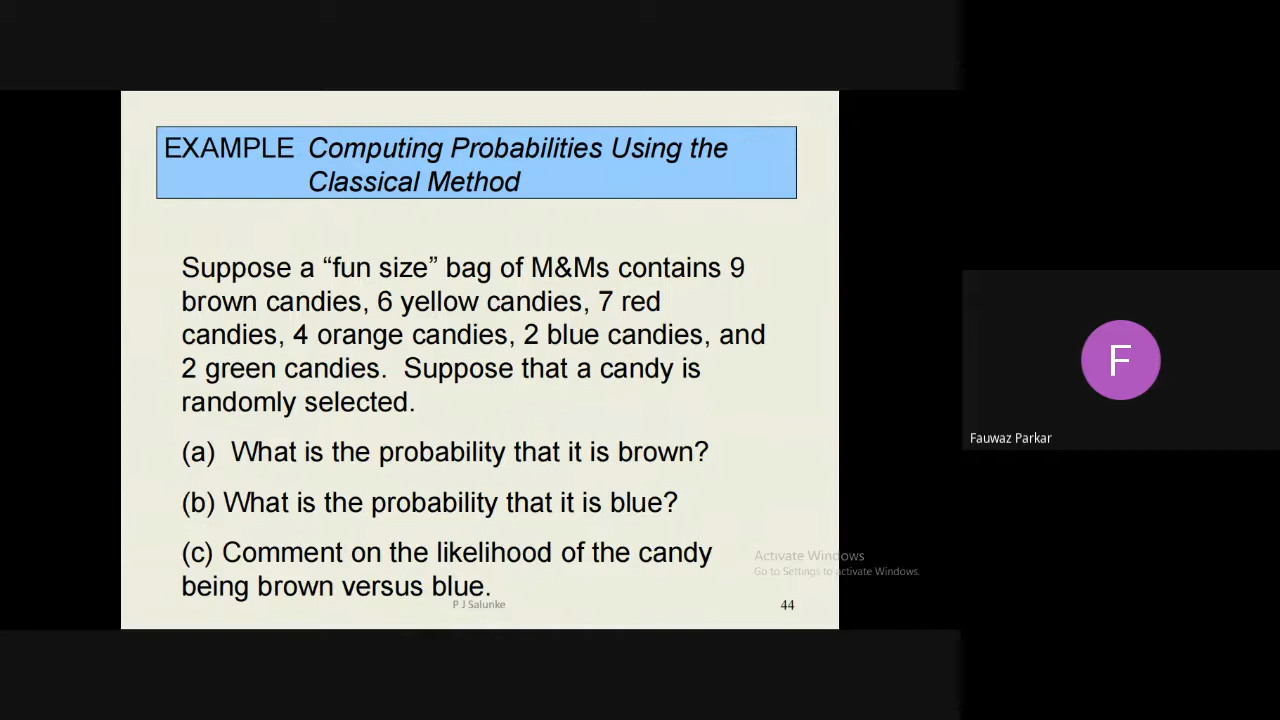 EXAMPLE Computing Probabilities Using the
Classical Method
Suppose a “fun size” bag of M&Ms contains 9
brown candies, 6 yellow candies, 7 red
candies, 4 orange candies, 2 blue candies, and
2 green candies. Suppose that a candy is
randomly selected.
(a) What is the probability that it is brown?
(b) What is the probability that it is blue?
(c) Comment on the likelihood of the candy
being brown versus blue.
P J Salunke
44
Activate Windows
Go to Settings to activate Windows.
F
Fauwaz Parkar